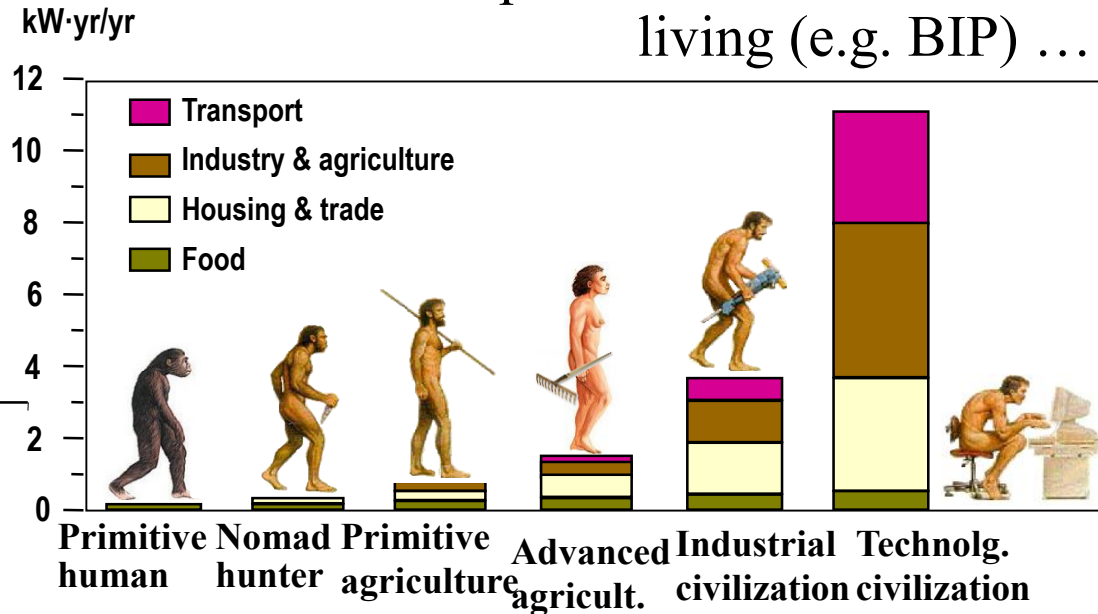 living (e.g. BIP) …
kW·yr/yr
12
10
8
6
4
2
0
Transport
Industry & agriculture
Housing & trade
Food
Primitive human
Nomad hunter
Primitive agriculture
Advanced agricult.
Industrial civilization
Technolg. civilization